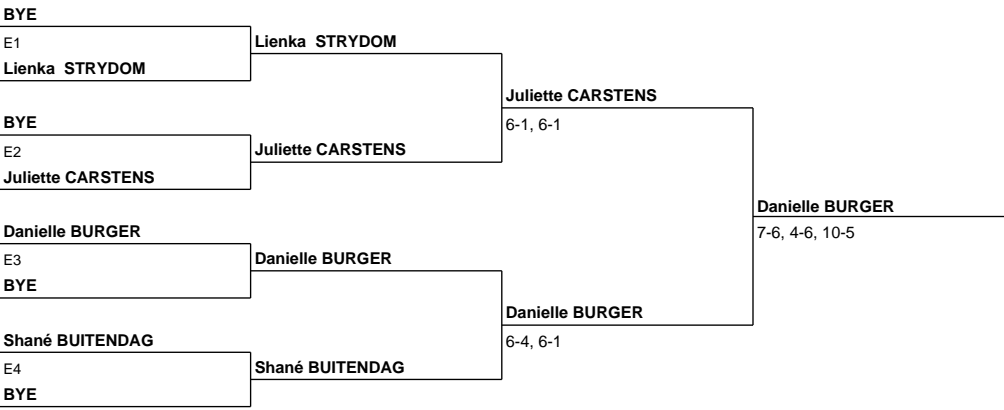 BYE
E1
Lienka  STRYDOM
BYE
E2
Juliette CARSTENS
Danielle BURGER
E3
BYE
Shané BUITENDAG
E4
BYE
Lienka  STRYDOM
Juliette CARSTENS
Danielle BURGER
Shané BUITENDAG
Juliette CARSTENS
6-1, 6-1
Danielle BURGER
6-4, 6-1
Danielle BURGER
7-6, 4-6, 10-5